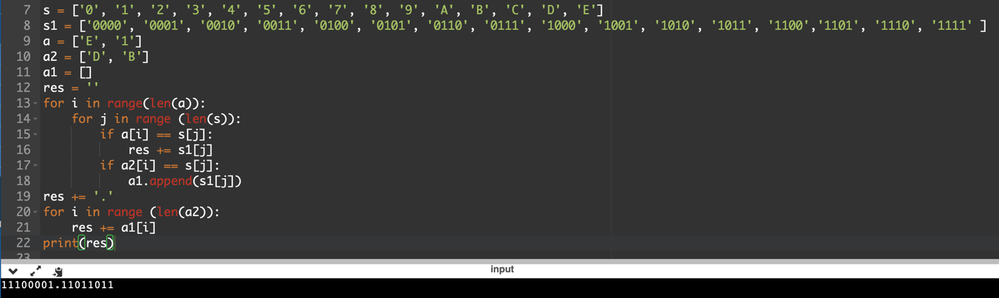 7 s = ['0', '1', '2', '3', '4', '5', '6', '7', '8', '9', 'A', 'B', 'C', 'D', 'E']
8 s1 = ['0000', '0001', '0010', '0011', '0100', '0101', '0110', '0111', '1000', '1001', '1010', '1011', '1100','1101', '1110', '1111' ]
9 a = ['E', '1']
10 a2 = ['D', 'B']
11 a1 = []
12 res = ''
13 for i in range(len(a)):
14     for j in range (len(s)):
15         if a[i] == s[j]:
16             res += s1[j]
17         if a2[i] == s[j]:
18             a1.append(s1[j])
19 res += '.'
20 for i in range (len(a2)):
21     res += a1[i]
22 print(res)
23
input
11100001.11011011